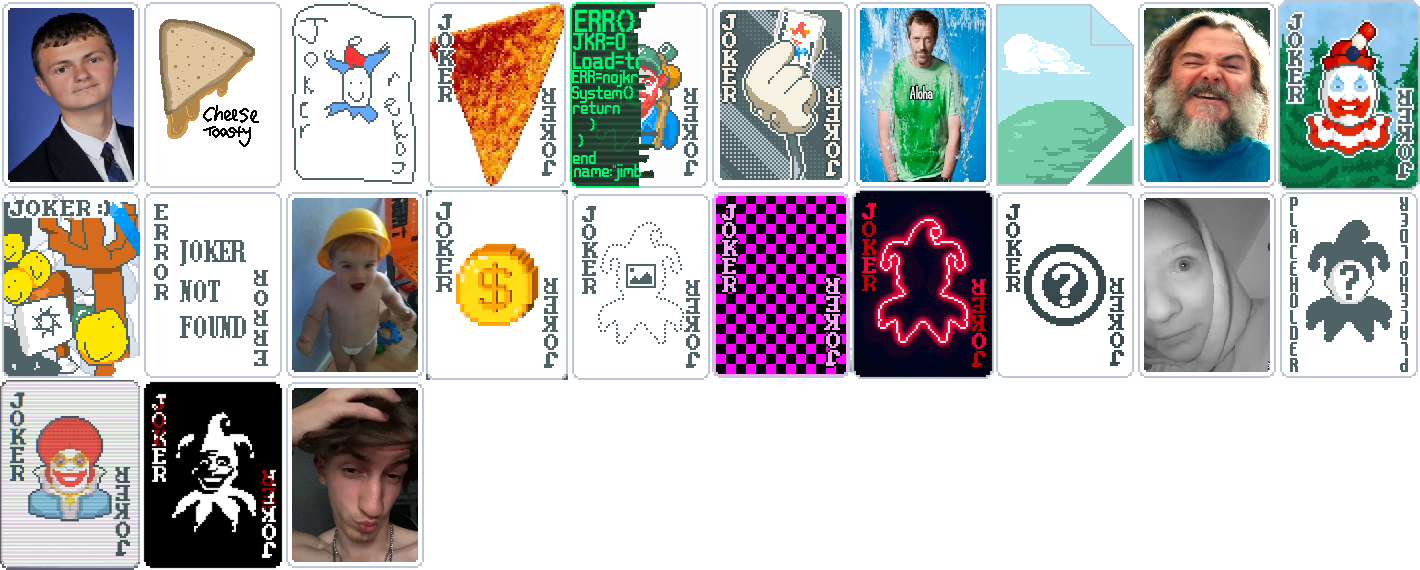 Cheese
Toasty
Joker
Joker
JOKER
JOKER
ERR()
JKR=0
Load=to
ERR=nojkr
System()
return
)
)
end
name:jimb
JOKER
JOKER
JOKER
Aloha
JOKER
JOKER
JOKER:)
ERROR
JOKER
NOT
FOUND
ERROR
JOKER
JOKER
JOKER
JOKER
JOKER
JOKER
JOKER
JOKER
JOKER
JOKER
PLACEHOLDER
PLACEHOLDER
JOKER
JOKER
JOKER
JOKER